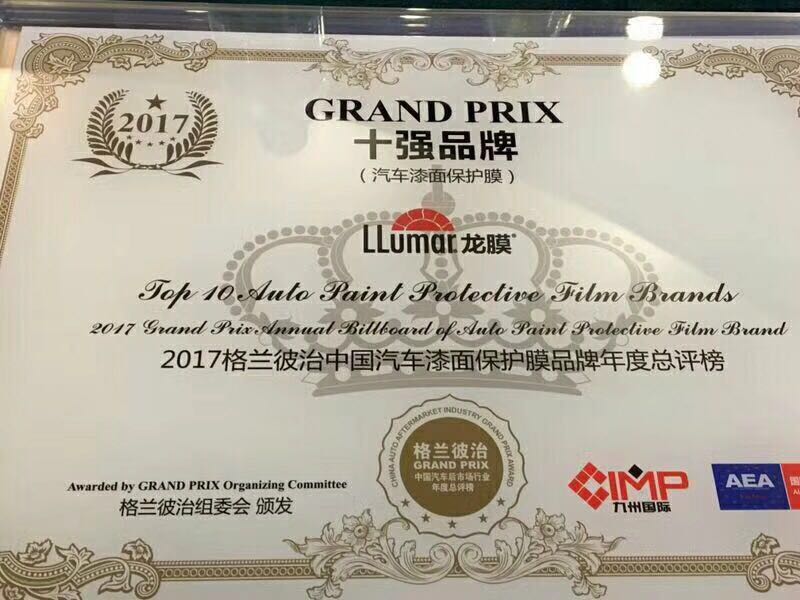 2017
GRAND PRIX
十强品牌
（汽车漆面保护膜）
LLumar 龙膜®
Top 10 Auto Paint Protective Film Brands
2017 Grand Prix Annual Billboard of Auto Paint Protective Film Brand
2017格兰彼治中国汽车漆面保护膜品牌年度总评榜
CHINA AUTO AFTERMARKET INDUSTRY GRAND PRIX AWARD
格兰彼治
GRAND PRIX
中国汽车后市场行业
年度总评榜
Awarded by GRAND PRIX Organizing Committee
格兰彼治组委会 颁发
CIMP
九州国际
AEA
国